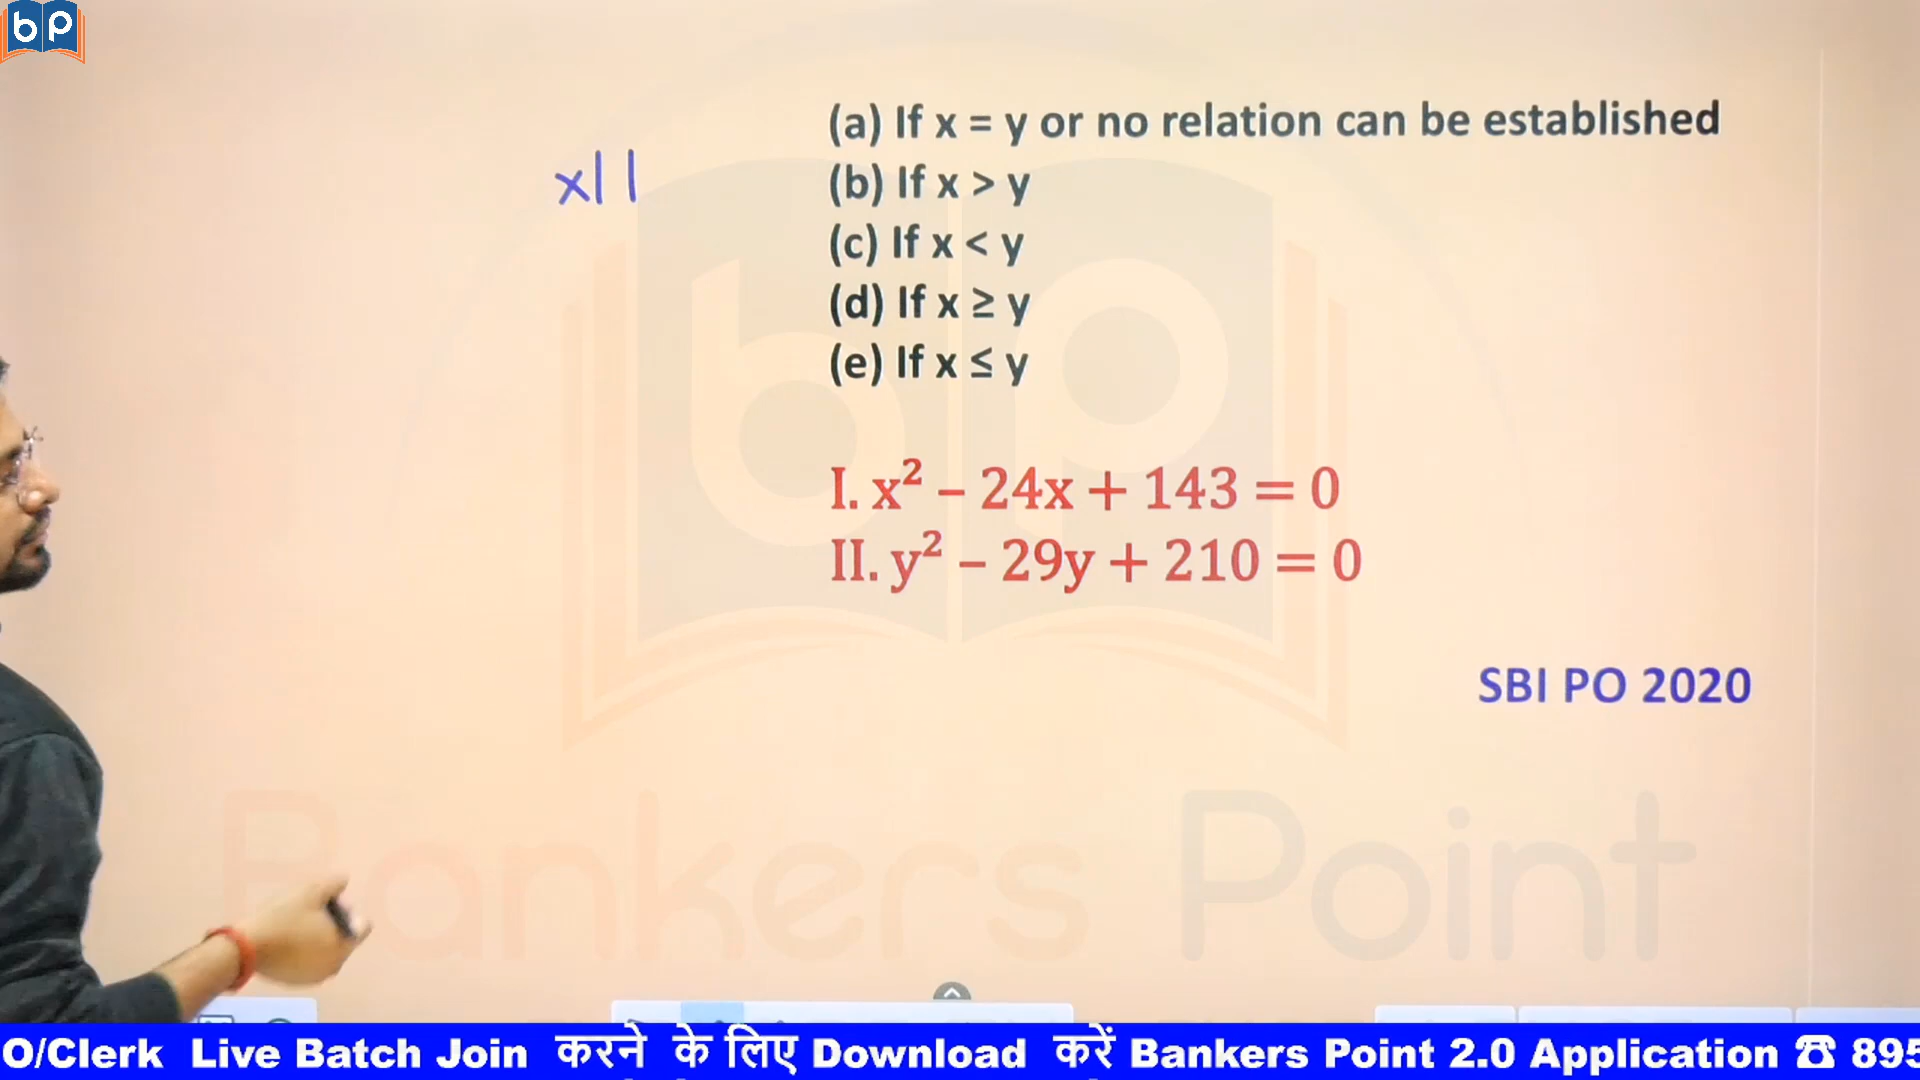 bp
(a) If x = y or no relation can be established
x11
(b) If x > y
(c) If x < y
(d) If x ≥ y
(e) If x ≤ y
I. x² – 24x + 143 = 0
II. y² – 29y + 210 = 0
SBI PO 2020
Bankers Point
O/Clerk Live Batch Join करने के लिए Download करें Bankers Point 2.0 Application ☎ 895